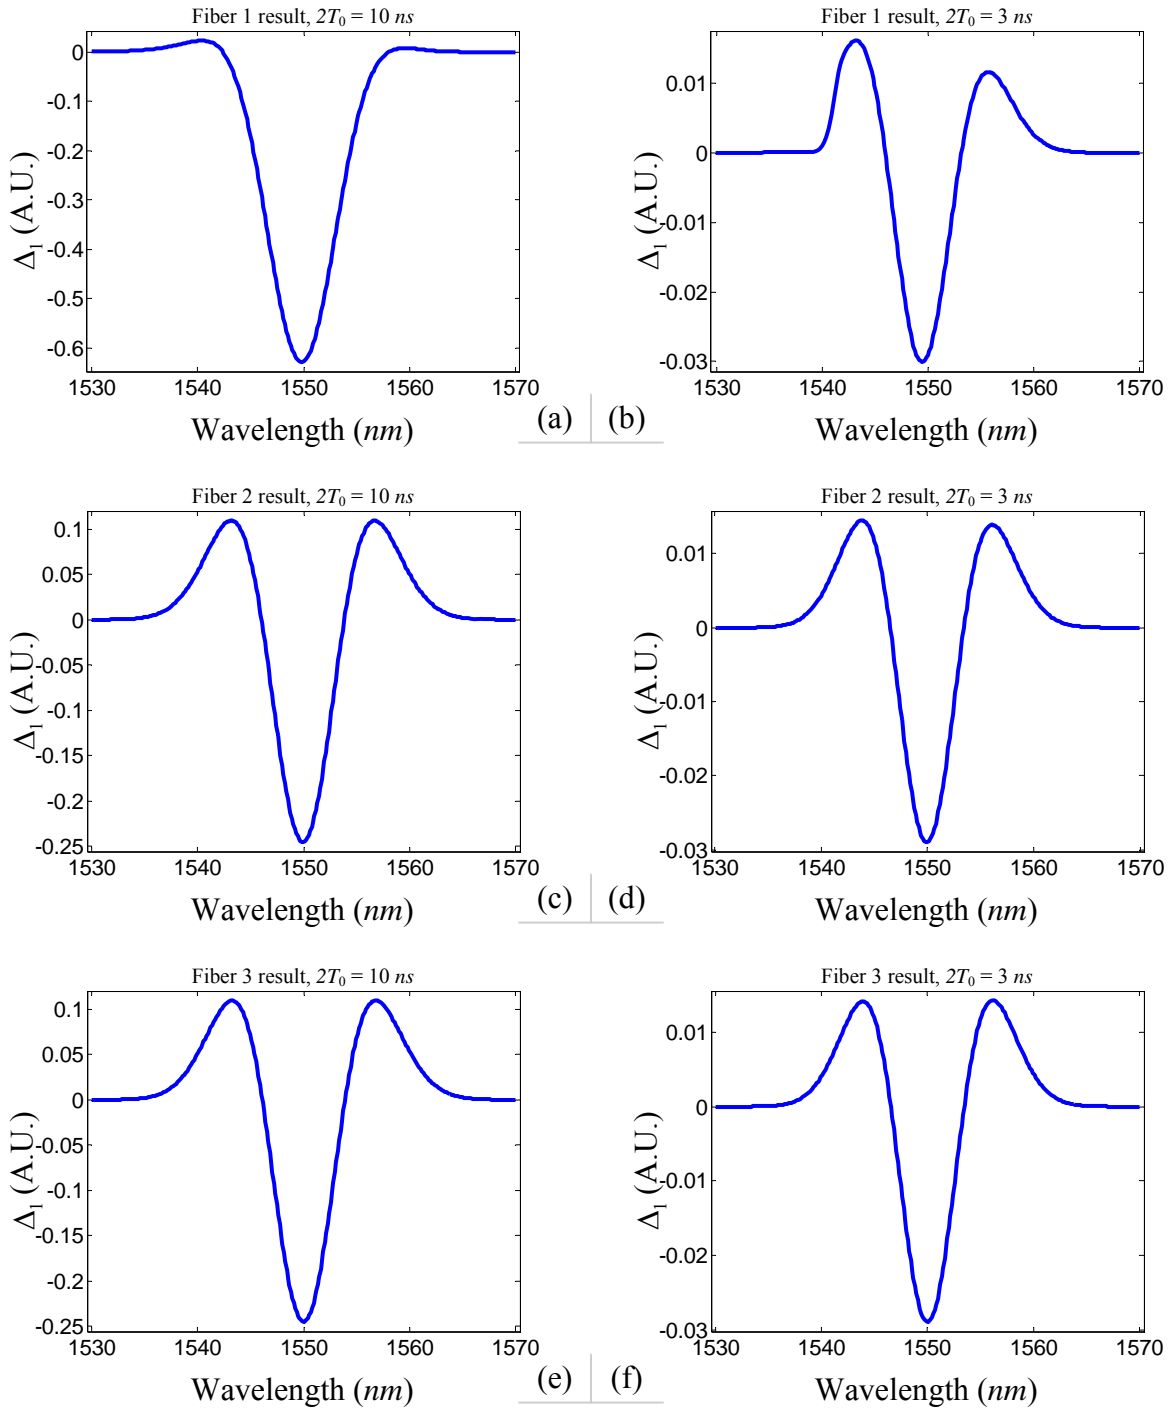 Fiber 1 result, 2T₀ = 10 ns
0
-0.1
-0.2
-0.3
-0.4
-0.5
-0.6
Δ₁ (A.U.)
1530 1540 1550 1560 1570
Wavelength (nm)
(a)
Fiber 1 result, 2T₀ = 3 ns
0.01
0
-0.01
-0.02
-0.03
Δ₁ (A.U.)
1530 1540 1550 1560 1570
Wavelength (nm)
(b)
Fiber 2 result, 2T₀ = 10 ns
0.1
0.05
0
-0.05
-0.1
-0.15
-0.2
-0.25
Δ₁ (A.U.)
1530 1540 1550 1560 1570
Wavelength (nm)
(c)
Fiber 2 result, 2T₀ = 3 ns
0.01
0
-0.01
-0.02
-0.03
Δ₁ (A.U.)
1530 1540 1550 1560 1570
Wavelength (nm)
(d)
Fiber 3 result, 2T₀ = 10 ns
0.1
0.05
0
-0.05
-0.1
-0.15
-0.2
-0.25
Δ₁ (A.U.)
1530 1540 1550 1560 1570
Wavelength (nm)
(e)
Fiber 3 result, 2T₀ = 3 ns
0.01
0
-0.01
-0.02
-0.03
Δ₁ (A.U.)
1530 1540 1550 1560 1570
Wavelength (nm)
(f)